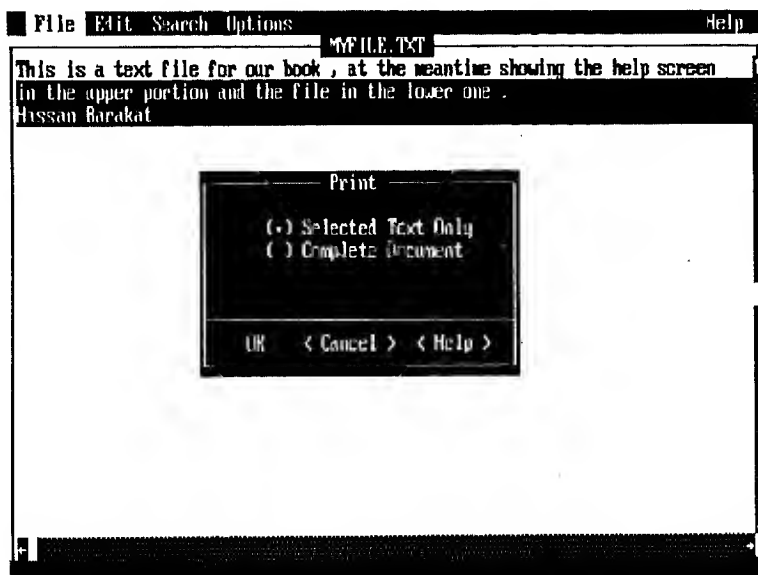 File Edit Search Options Help
MYFILE.TXT
This is a text file for our book , at the meantime showing the help screen
in the upper portion and the file in the lower one .
Hassan Barakat
Print
(•) Selected Text Only
( ) Complete Document
OK < Cancel > < Help >